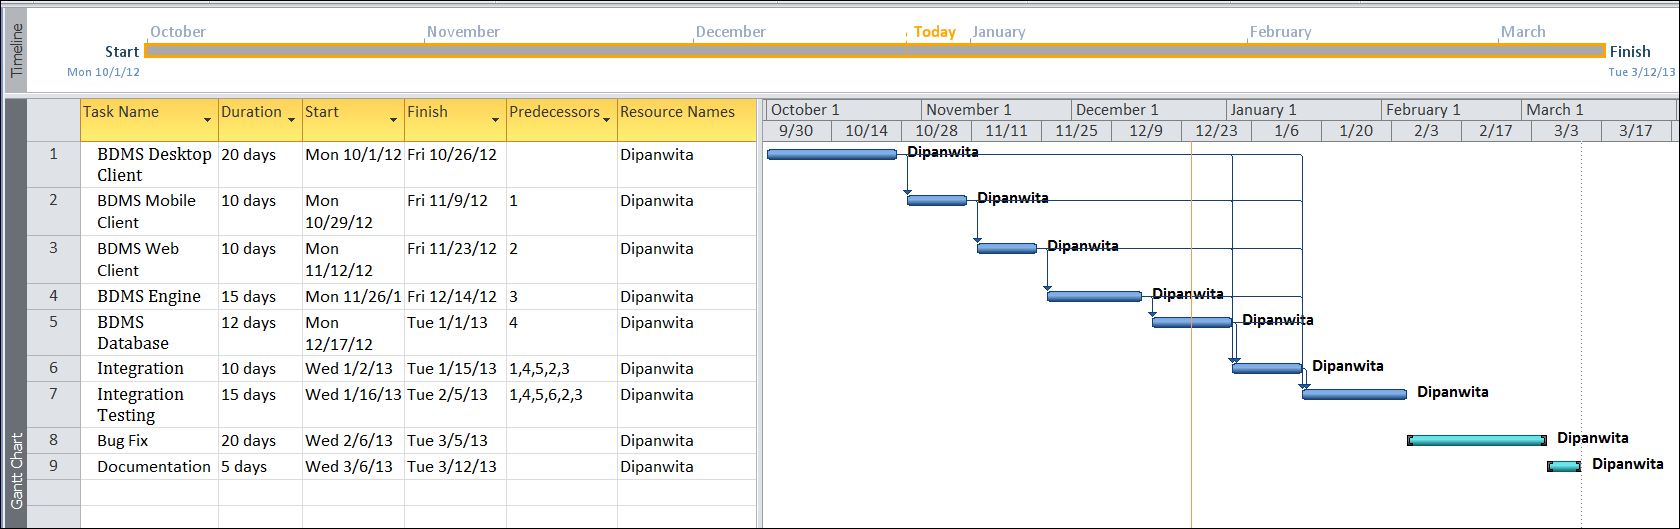 October November December Today January February March
Timeline
Start Finish
Mon 10/1/12 Tue 3/12/13
Task Name Duration Start Finish Predecessors Resource Names October 1 November 1 December 1 January 1 February 1 March 1
9/30 10/14 10/28 11/11 11/25 12/9 12/23 1/6 1/20 2/3 2/17 3/3 3/17
1 BDMS Desktop 20 days Mon 10/1/12 Fri 10/26/12 Dipanwita Dipanwita
Client
2 BDMS Mobile 10 days Mon Fri 11/9/12 1 Dipanwita Dipanwita
Client 10/29/12
3 BDMS Web 10 days Mon Fri 11/23/12 2 Dipanwita Dipanwita
Client 11/12/12
4 BDMS Engine 15 days Mon 11/26/1 Fri 12/14/12 3 Dipanwita Dipanwita
5 BDMS 12 days Mon Tue 1/1/13 4 Dipanwita Dipanwita
Database 12/17/12
6 Integration 10 days Wed 1/2/13 Tue 1/15/13 1,4,5,2,3 Dipanwita Dipanwita
7 Integration 15 days Wed 1/16/13 Tue 2/5/13 1,4,5,6,2,3 Dipanwita Dipanwita
Testing
8 Bug Fix 20 days Wed 2/6/13 Tue 3/5/13 Dipanwita Dipanwita
9 Documentation 5 days Wed 3/6/13 Tue 3/12/13 Dipanwita Dipanwita
Gantt Chart